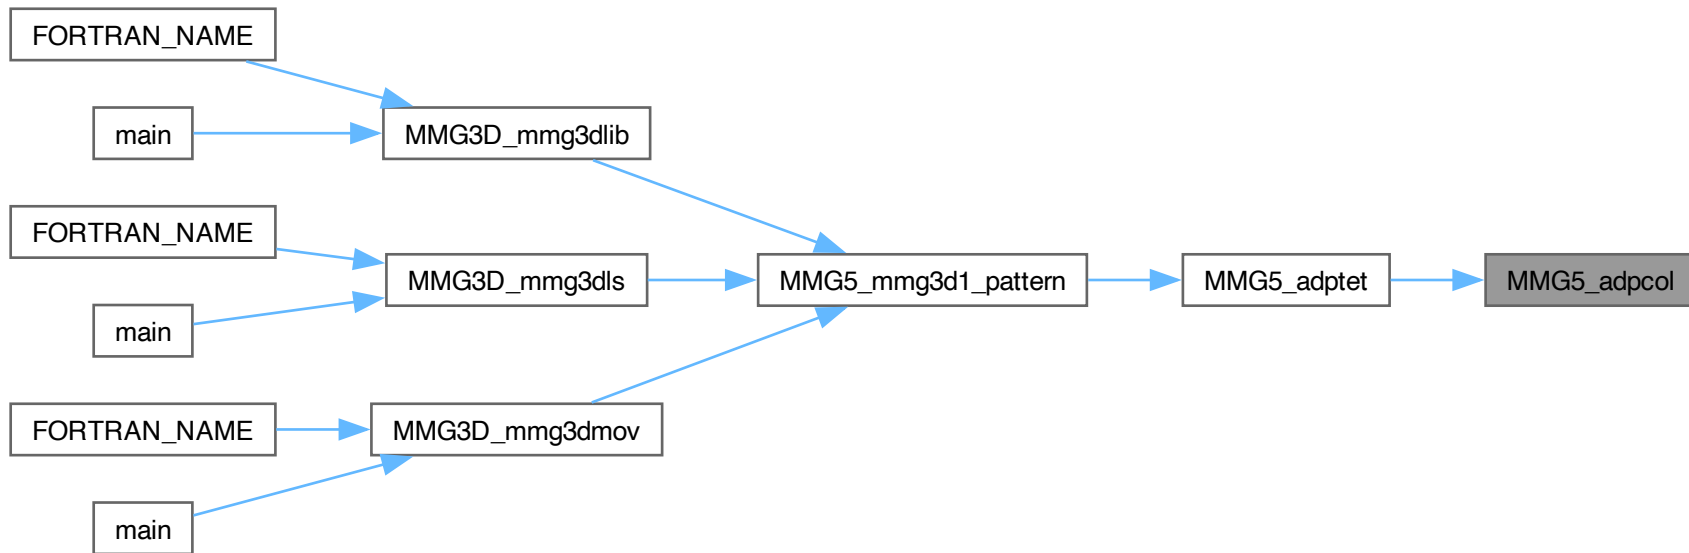 FORTRAN_NAME
main
MMG3D_mmg3dlib
FORTRAN_NAME
main
MMG3D_mmg3dls
MMG5_mmg3d1_pattern
MMG5_adptet
MMG5_adpcol
FORTRAN_NAME
main
MMG3D_mmg3dmov